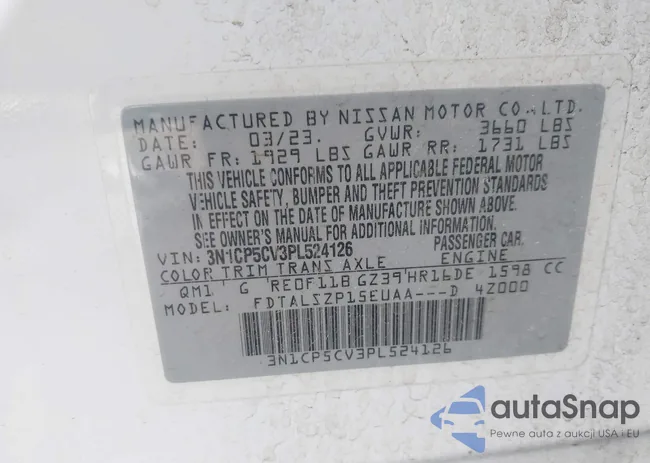 MANUFACTURED BY NISSAN MOTOR CO.,LTD.
DATE: 03/23. GVWR: 3660 LBS
GAWR FR: 1929 LBS GAWR RR: 1731 LBS
THIS VEHICLE CONFORMS TO ALL APPLICABLE FEDERAL MOTOR
VEHICLE SAFETY, BUMPER AND THEFT PREVENTION STANDARDS
IN EFFECT ON THE DATE OF MANUFACTURE SHOWN ABOVE.
SEE OWNER'S MANUAL FOR ADDITIONAL INFORMATION
VIN: 3N1CP5CV3PL524126 PASSENGER CAR.
COLOR TRIM TRANS AXLE ENGINE
QM1 G RE0F11B GZ39 HR16DE 1598 CC
MODEL: FDTALSZP15EUAA---D 4Z000
3N1CP5CV3PL524126
autaSnap
Pewne auta z aukcji USA i EU